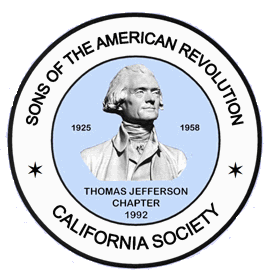 SONS OF THE AMERICAN REVOLUTION
1925 1958
THOMAS JEFFERSON
CHAPTER
1992
CALIFORNIA SOCIETY